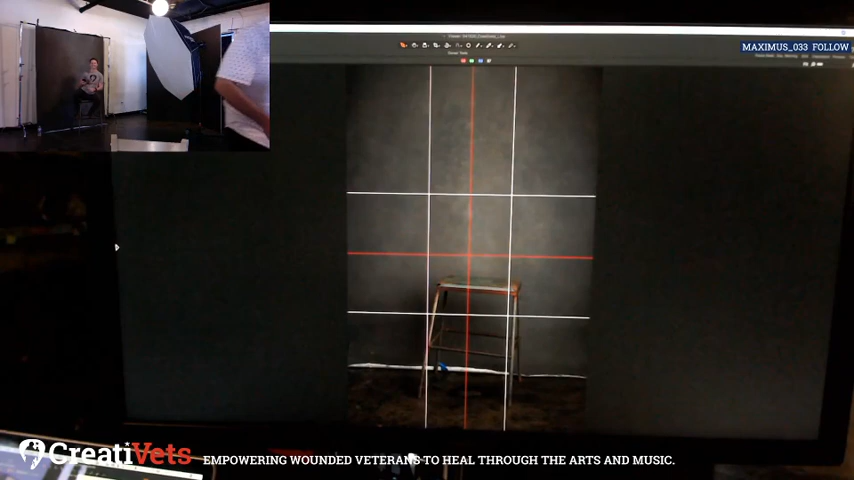 MAXIMUS_033 FOLLOW
CreatiVets
EMPOWERING WOUNDED VETERANS TO HEAL THROUGH THE ARTS AND MUSIC.